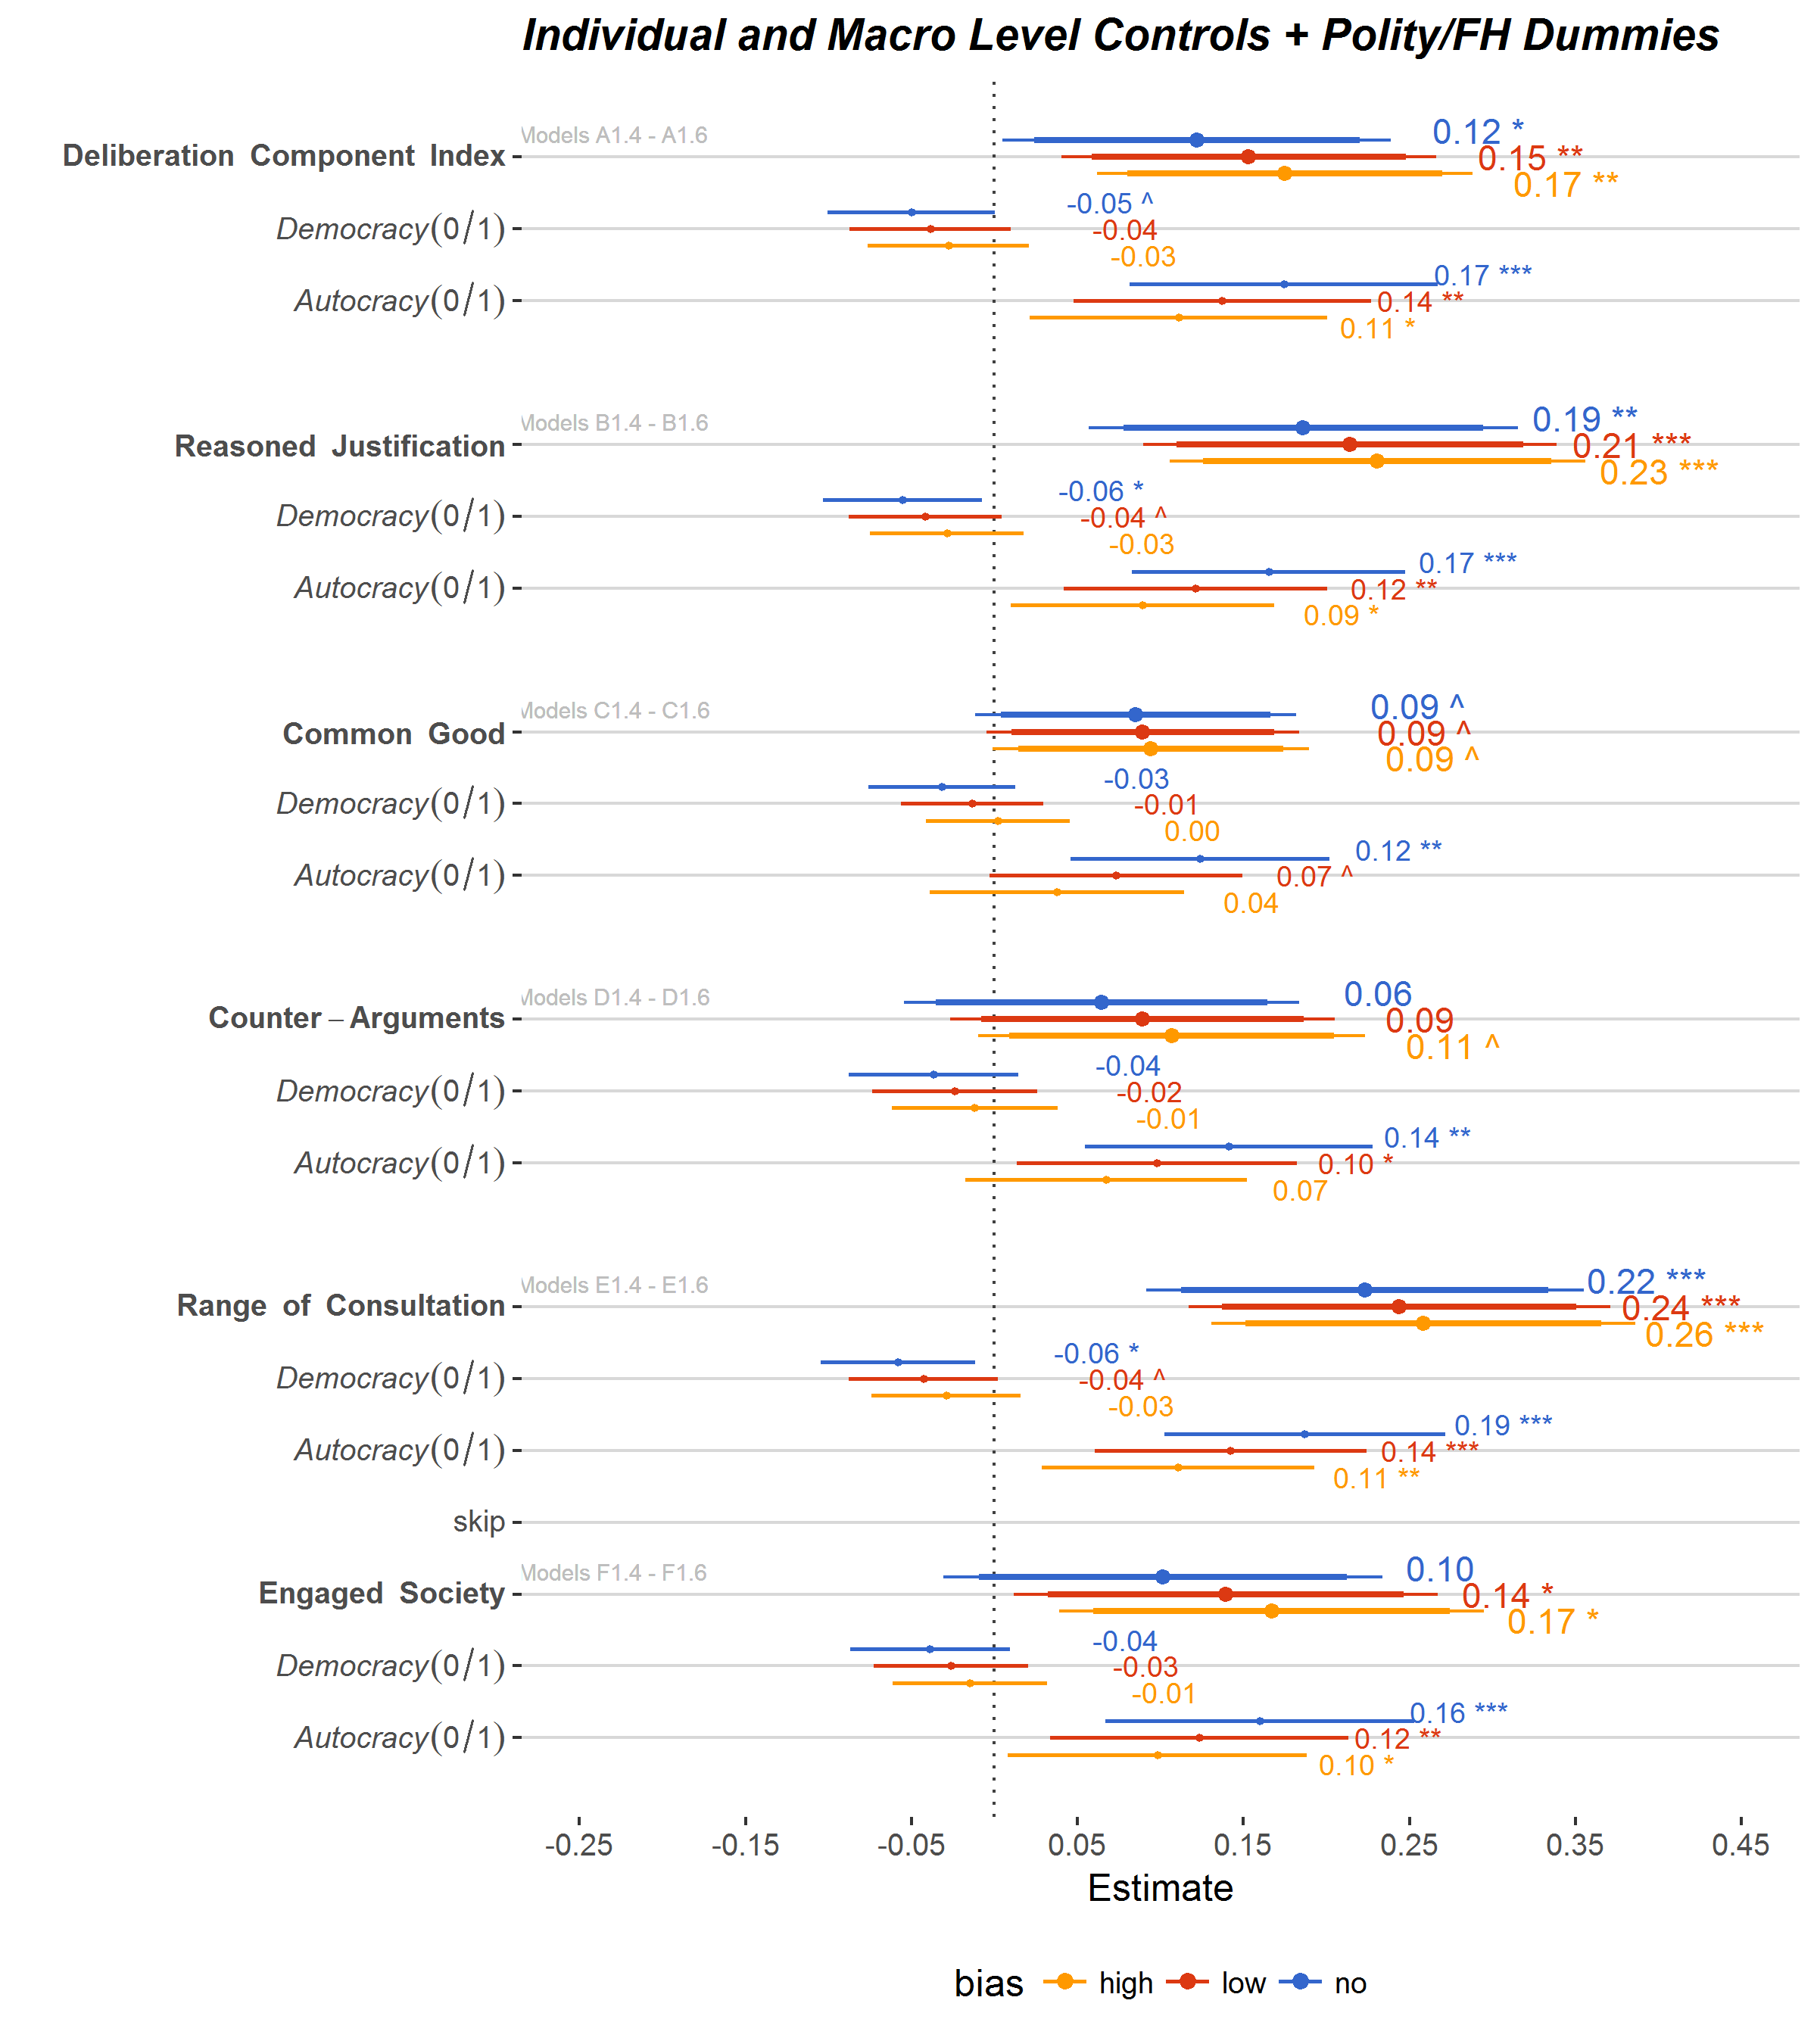 Individual and Macro Level Controls + Polity/FH Dummies
Models A1.4 - A1.6
Deliberation Component Index
0.12 *
0.15 **
0.17 **
Democracy(0/1)
-0.05 ^
-0.04
-0.03
Autocracy(0/1)
0.17 ***
0.14 **
0.11 *
Models B1.4 - B1.6
Reasoned Justification
0.19 **
0.21 ***
0.23 ***
Democracy(0/1)
-0.06 *
-0.04 ^
-0.03
Autocracy(0/1)
0.17 ***
0.12 **
0.09 *
Models C1.4 - C1.6
Common Good
0.09 ^
0.09 ^
0.09 ^
Democracy(0/1)
-0.03
-0.01
0.00
Autocracy(0/1)
0.12 **
0.07 ^
0.04
Models D1.4 - D1.6
Counter–Arguments
0.06
0.09
0.11 ^
Democracy(0/1)
-0.04
-0.02
-0.01
Autocracy(0/1)
0.14 **
0.10 *
0.07
Models E1.4 - E1.6
Range of Consultation
0.22 ***
0.24 ***
0.26 ***
Democracy(0/1)
-0.06 *
-0.04 ^
-0.03
Autocracy(0/1)
0.19 ***
0.14 ***
0.11 **
skip
Models F1.4 - F1.6
Engaged Society
0.10
0.14 *
0.17 *
Democracy(0/1)
-0.04
-0.03
-0.01
Autocracy(0/1)
0.16 ***
0.12 **
0.10 *
-0.25 -0.15 -0.05 0.05 0.15 0.25 0.35 0.45
Estimate
bias high low no